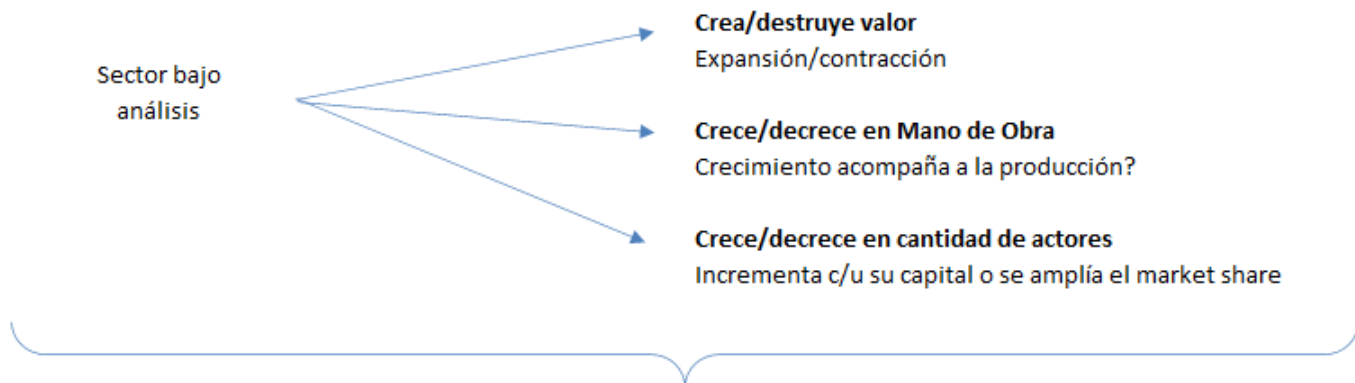 Sector bajo
análisis
Crea/destruye valor
Expansión/contracción
Crece/decrece en Mano de Obra
Crecimiento acompaña a la producción?
Crece/decrece en cantidad de actores
Incrementa c/u su capital o se amplía el market share